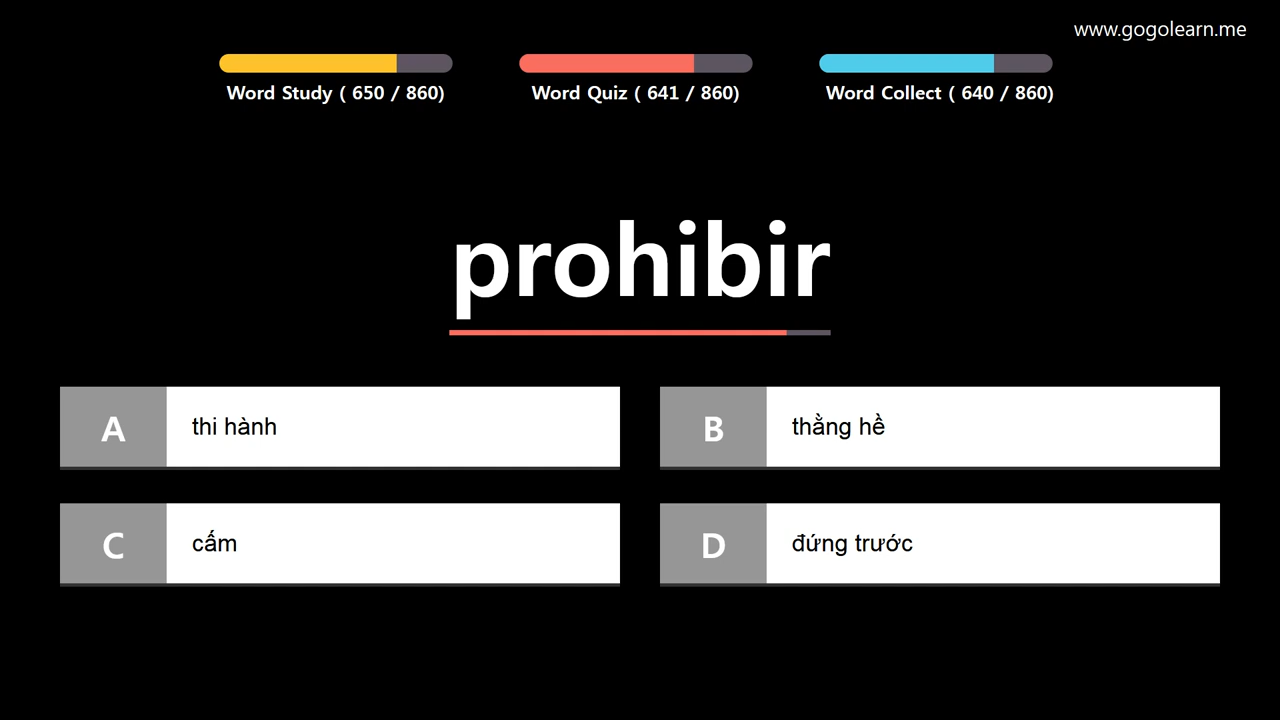 www.gogolearn.me
Word Study ( 650 / 860)
Word Quiz ( 641 / 860)
Word Collect ( 640 / 860)
prohibir
A thi hành
B thằng hề
C cấm
D đứng trước